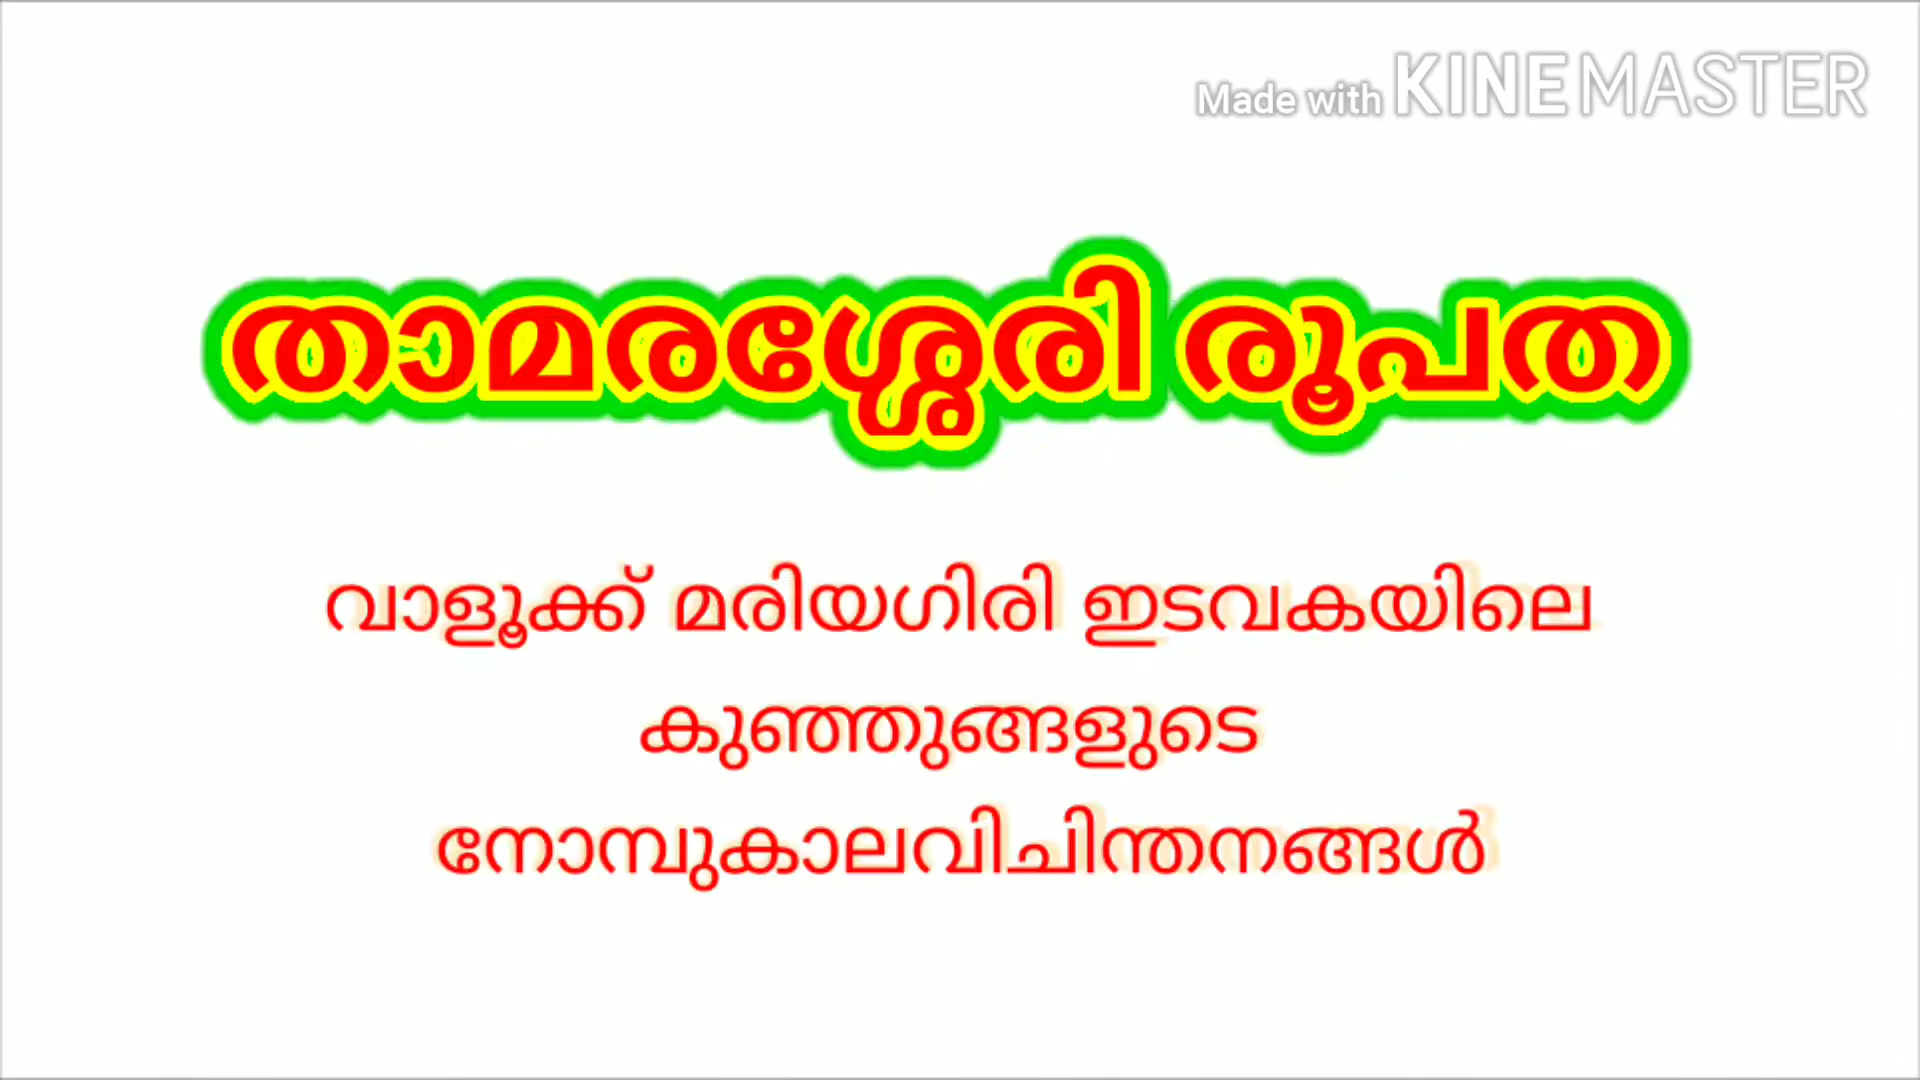 Made with KINEMASTER
താമരശ്ശേരി രൂപത
വാളൂക്ക് മരിയഗിരി ഇടവകയിലെ
കുഞ്ഞുങ്ങളുടെ
നോമ്പുകാലവിചിന്തനങ്ങൾ